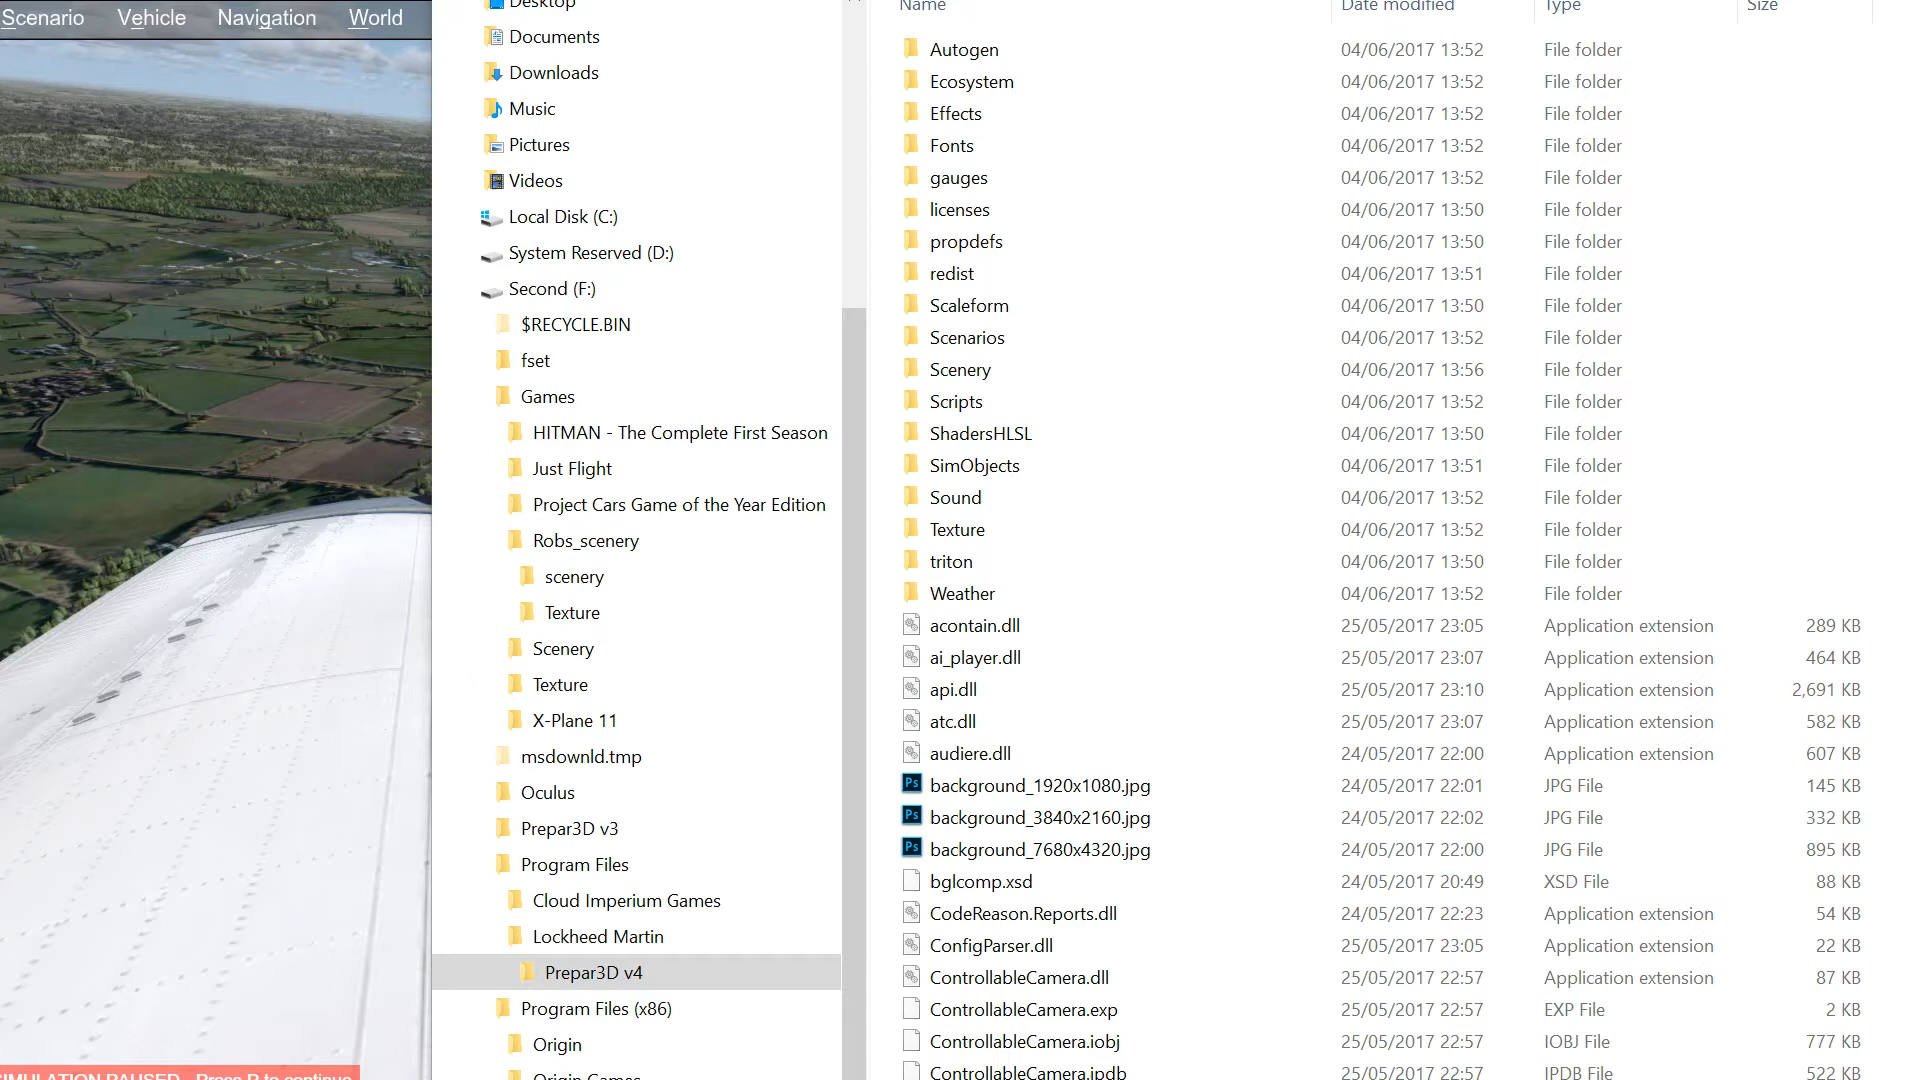 Scenario Vehicle Navigation World
Desktop
Documents
Downloads
Music
Pictures
Videos
Local Disk (C:)
System Reserved (D:)
Second (F:)
$RECYCLE.BIN
fset
Games
HITMAN - The Complete First Season
Just Flight
Project Cars Game of the Year Edition
Robs_scenery
scenery
Texture
Scenery
Texture
X-Plane 11
msdownld.tmp
Oculus
Prepar3D v3
Program Files
Cloud Imperium Games
Lockheed Martin
Prepar3D v4
Program Files (x86)
Origin
Origin Games
Name Date modified Type Size
Autogen 04/06/2017 13:52 File folder
Ecosystem 04/06/2017 13:52 File folder
Effects 04/06/2017 13:52 File folder
Fonts 04/06/2017 13:52 File folder
gauges 04/06/2017 13:52 File folder
licenses 04/06/2017 13:50 File folder
propdefs 04/06/2017 13:50 File folder
redist 04/06/2017 13:51 File folder
Scaleform 04/06/2017 13:50 File folder
Scenarios 04/06/2017 13:52 File folder
Scenery 04/06/2017 13:56 File folder
Scripts 04/06/2017 13:52 File folder
ShadersHLSL 04/06/2017 13:50 File folder
SimObjects 04/06/2017 13:51 File folder
Sound 04/06/2017 13:52 File folder
Texture 04/06/2017 13:52 File folder
triton 04/06/2017 13:50 File folder
Weather 04/06/2017 13:52 File folder
acontain.dll 25/05/2017 23:05 Application extension 289 KB
ai_player.dll 25/05/2017 23:07 Application extension 464 KB
api.dll 25/05/2017 23:10 Application extension 2,691 KB
atc.dll 25/05/2017 23:07 Application extension 582 KB
audiere.dll 24/05/2017 22:00 Application extension 607 KB
background_1920x1080.jpg 24/05/2017 22:01 JPG File 145 KB
background_3840x2160.jpg 24/05/2017 22:02 JPG File 332 KB
background_7680x4320.jpg 24/05/2017 22:00 JPG File 895 KB
bglcomp.xsd 24/05/2017 20:49 XSD File 88 KB
CodeReason.Reports.dll 24/05/2017 22:23 Application extension 54 KB
ConfigParser.dll 25/05/2017 23:05 Application extension 22 KB
ControllableCamera.dll 25/05/2017 22:57 Application extension 87 KB
ControllableCamera.exp 25/05/2017 22:57 EXP File 2 KB
ControllableCamera.iobj 25/05/2017 22:57 IOBJ File 777 KB
ControllableCamera.ipdb 25/05/2017 22:57 IPDB File 522 KB
SIMULATION PAUSED - Press P to continue